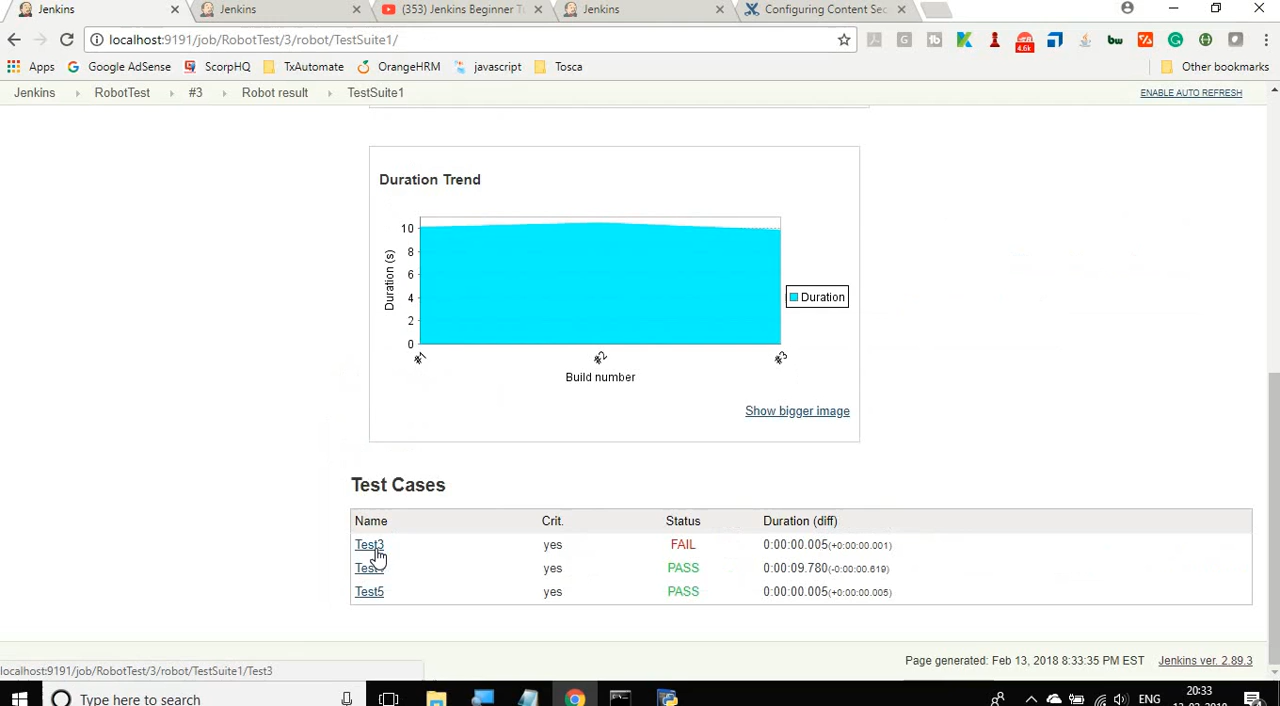 Jenkins
Jenkins
(353) Jenkins Beginner Tu
Jenkins
Configuring Content Sec
localhost:9191/job/RobotTest/3/robot/TestSuite1/
4.6k
bw
Apps
Google AdSense
ScorpHQ
TxAutomate
OrangeHRM
javascript
Tosca
Other bookmarks
Jenkins
RobotTest
#3
Robot result
TestSuite1
ENABLE AUTO REFRESH
Duration Trend
10
8
6
4
2
0
Duration (s)
#1
#2
#3
Build number
Duration
Show bigger image
Test Cases
Name Crit. Status Duration (diff)
Test3 yes FAIL 0:00:00.005(+0:00:00.001)
yes PASS 0:00:09.780(-0:00:00.619)
Test5 yes PASS 0:00:00.005(+0:00:00.005)
Page generated: Feb 13, 2018 8:33:35 PM EST Jenkins ver. 2.89.3
localhost:9191/job/RobotTest/3/robot/TestSuite1/Test3
Type here to search
ENG
20:33